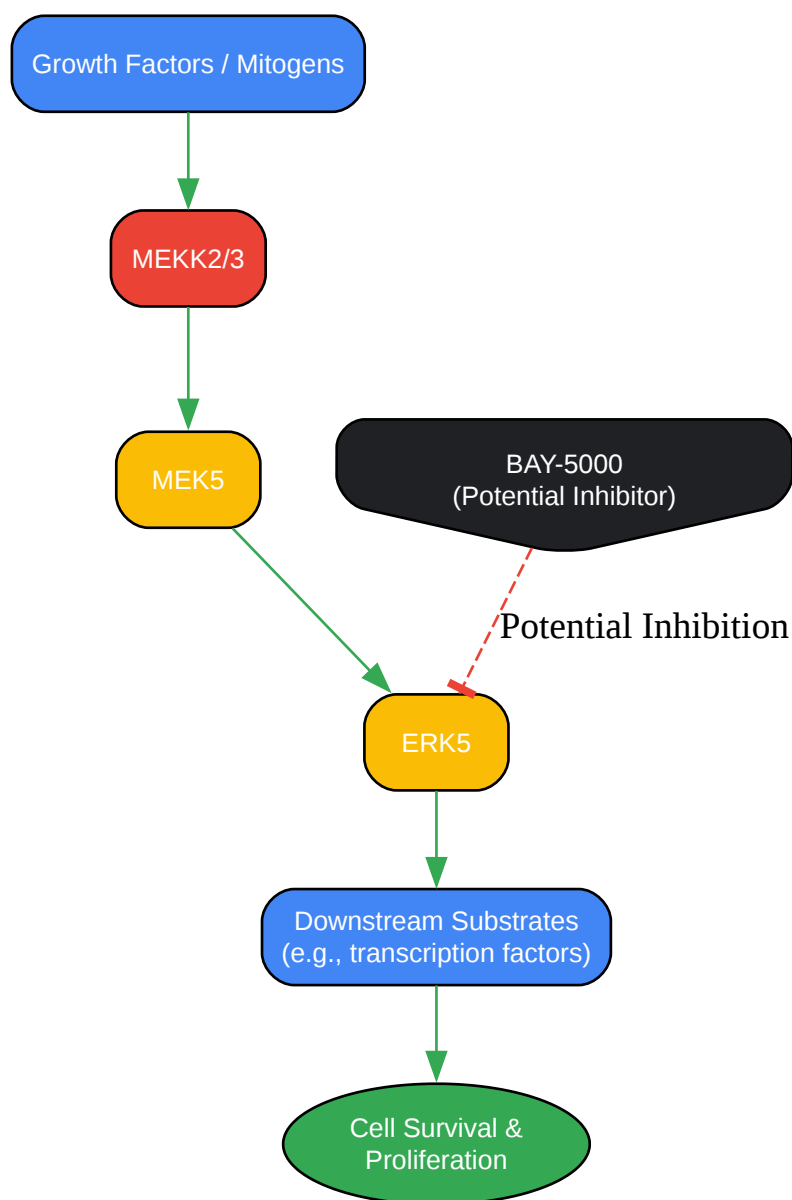 Growth Factors / Mitogens
MEKK2/3
MEK5
BAY-5000
(Potential Inhibitor)
Potential Inhibition
ERK5
Downstream Substrates
(e.g., transcription factors)
Cell Survival &
Proliferation